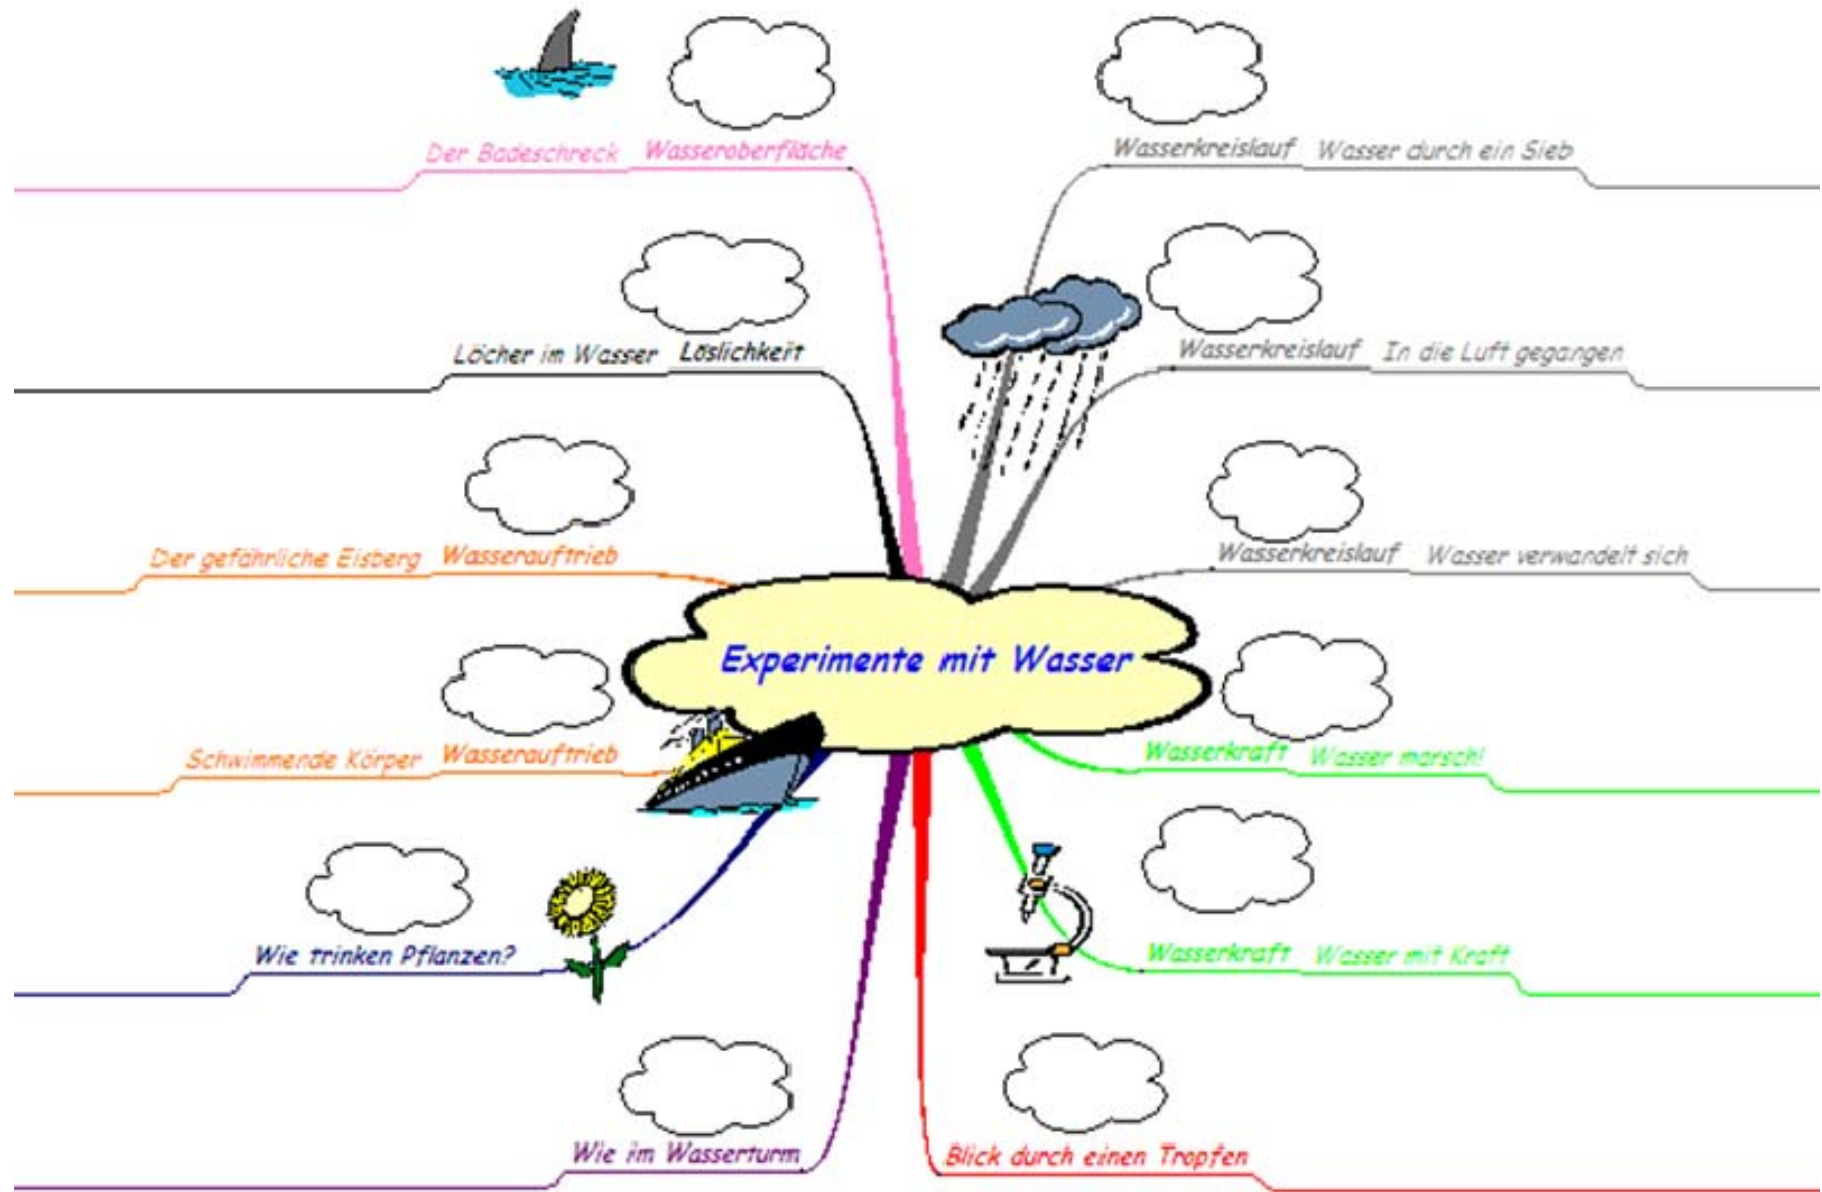 Der Badeschreck Wasseroberfläche
Wasserkreislauf Wasser durch ein Sieb
Löcher im Wasser Löslichkeit
Wasserkreislauf In die Luft gegangen
Der gefährliche Eisberg Wasserauftrieb
Wasserkreislauf Wasser verwandelt sich
Experimente mit Wasser
Schwimmende Körper Wasserauftrieb
Wasserkraft Wasser marsch!
Wie trinken Pflanzen?
Wasserkraft Wasser mit Kraft
Wie im Wasserturm
Blick durch einen Tropfen